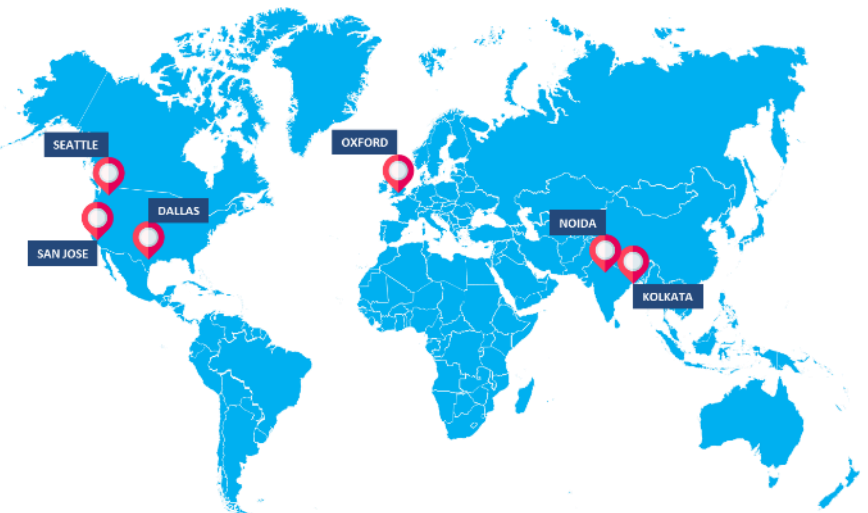 SEATTLE
OXFORD
DALLAS
NOIDA
SAN JOSE
KOLKATA